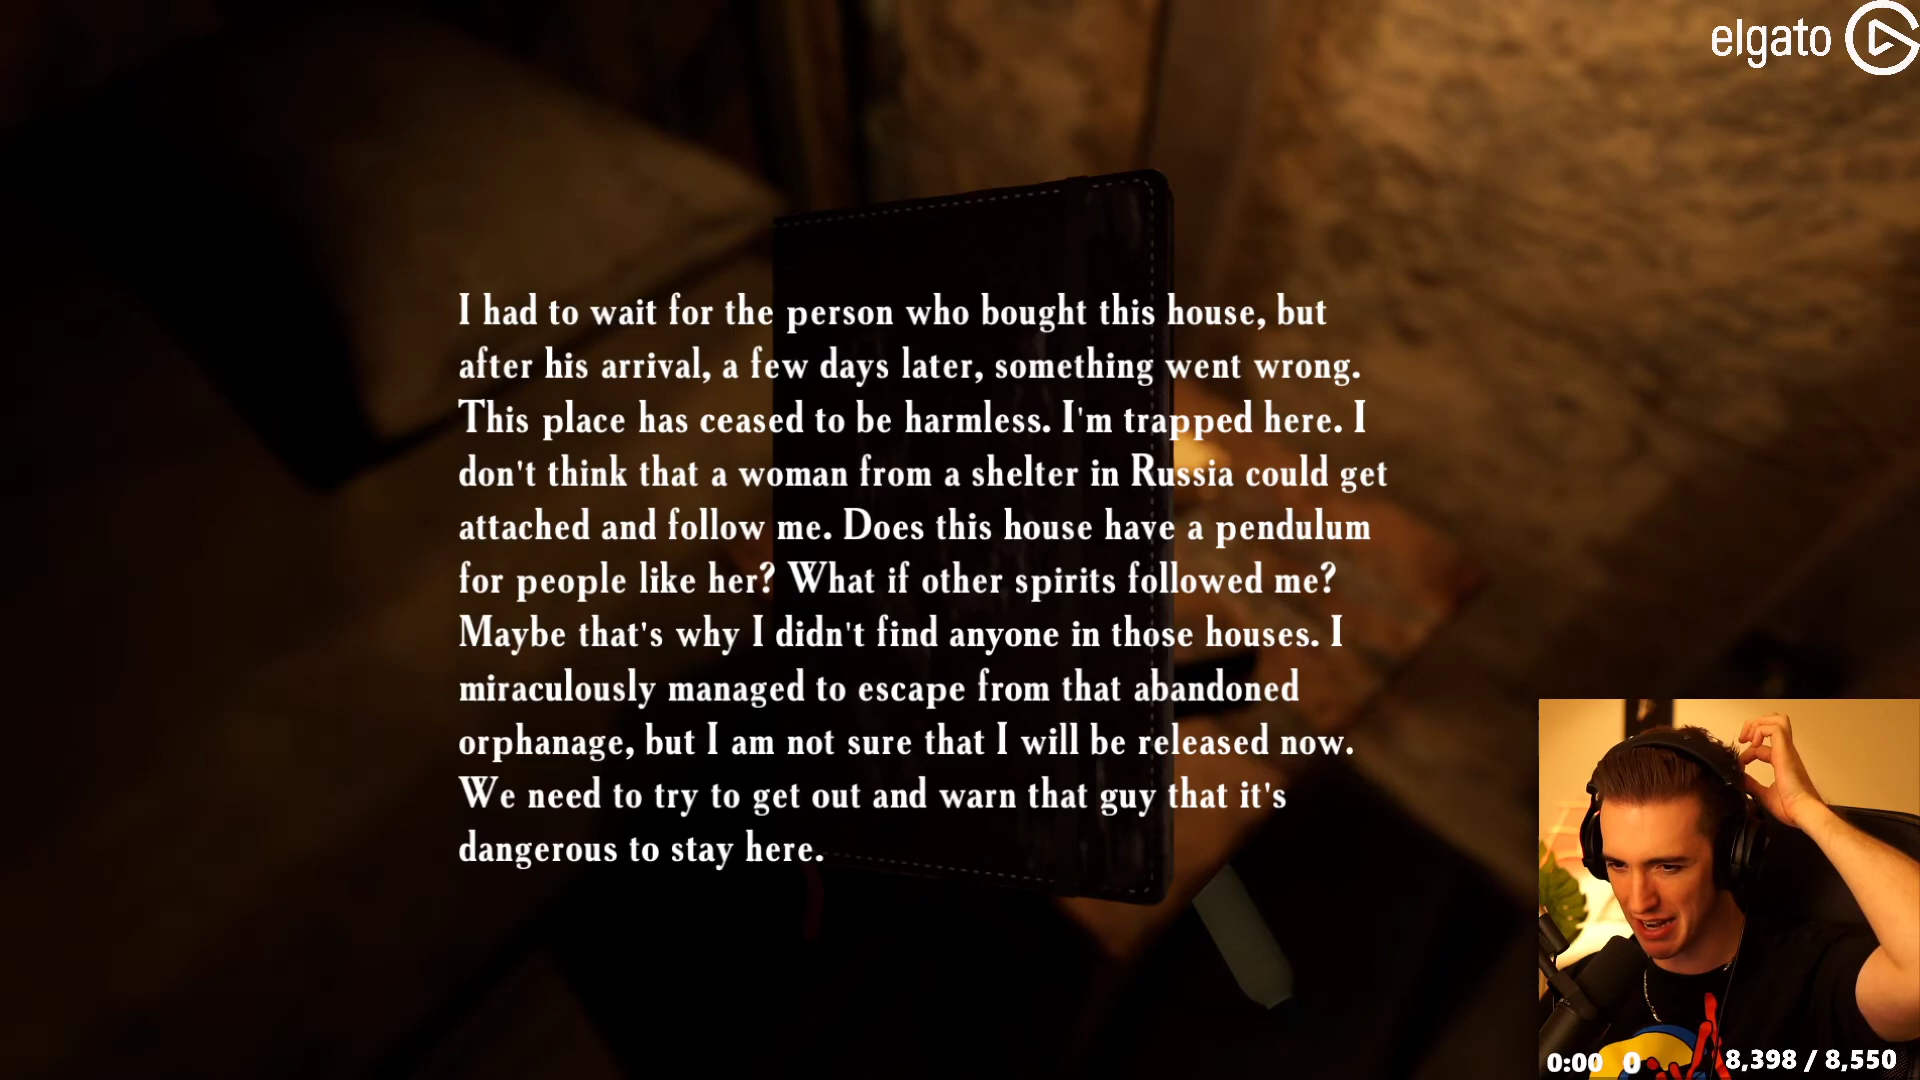 elgato
I had to wait for the person who bought this house, but
after his arrival, a few days later, something went wrong.
This place has ceased to be harmless. I'm trapped here. I
don't think that a woman from a shelter in Russia could get
attached and follow me. Does this house have a pendulum
for people like her? What if other spirits followed me?
Maybe that's why I didn't find anyone in those houses. I
miraculously managed to escape from that abandoned
orphanage, but I am not sure that I will be released now.
We need to try to get out and warn that guy that it's
dangerous to stay here.
0:00 0 8,398 / 8,550